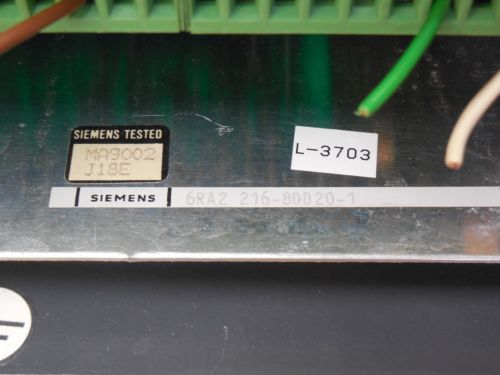 SIEMENS TESTED
MA9002
J18E
L-3703
SIEMENS 6RA2 216-8DD20-1